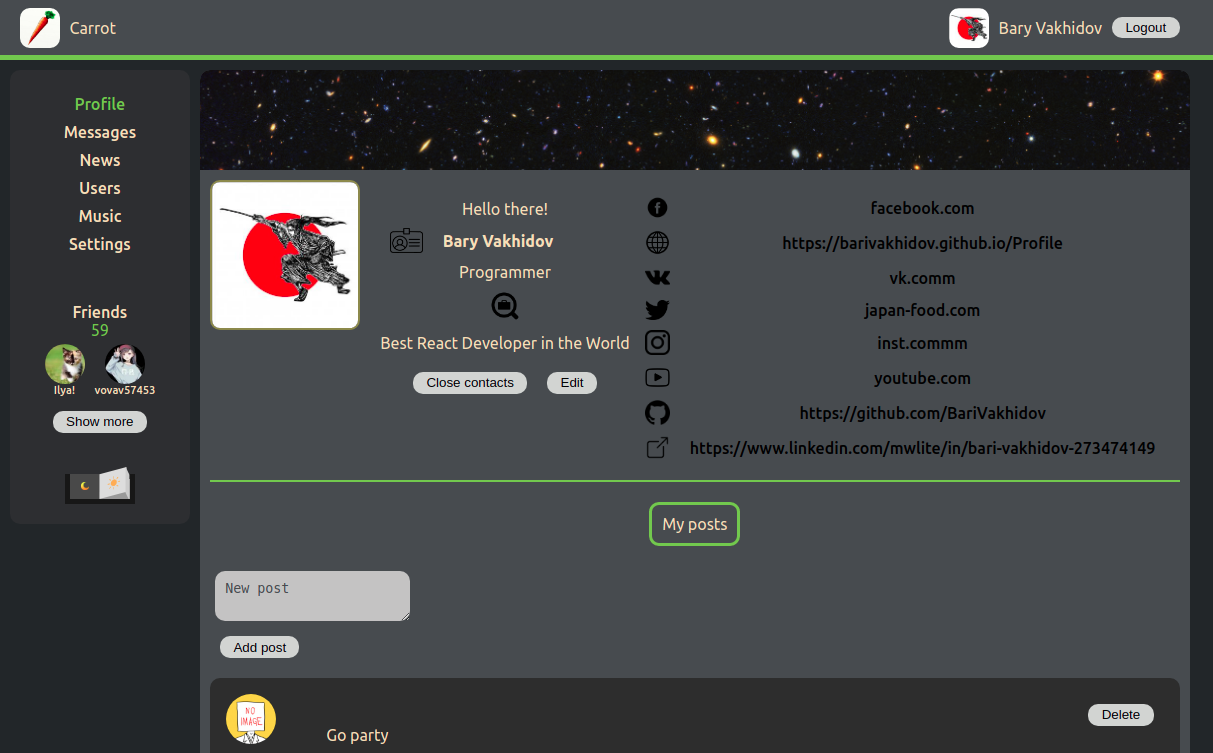 Carrot
Bary Vakhidov
Logout
Profile
Messages
News
Users
Music
Settings
Friends
59
Ilya!
vovav57453
Show more
Hello there!
Bary Vakhidov
Programmer
Best React Developer in the World
Close contacts
Edit
facebook.com
https://barivakhidov.github.io/Profile
vk.comm
japan-food.com
inst.commm
youtube.com
https://github.com/BariVakhidov
https://www.linkedin.com/mwlite/in/bari-vakhidov-273474149
My posts
New post
Add post
NO
IMAGE
Go party
Delete